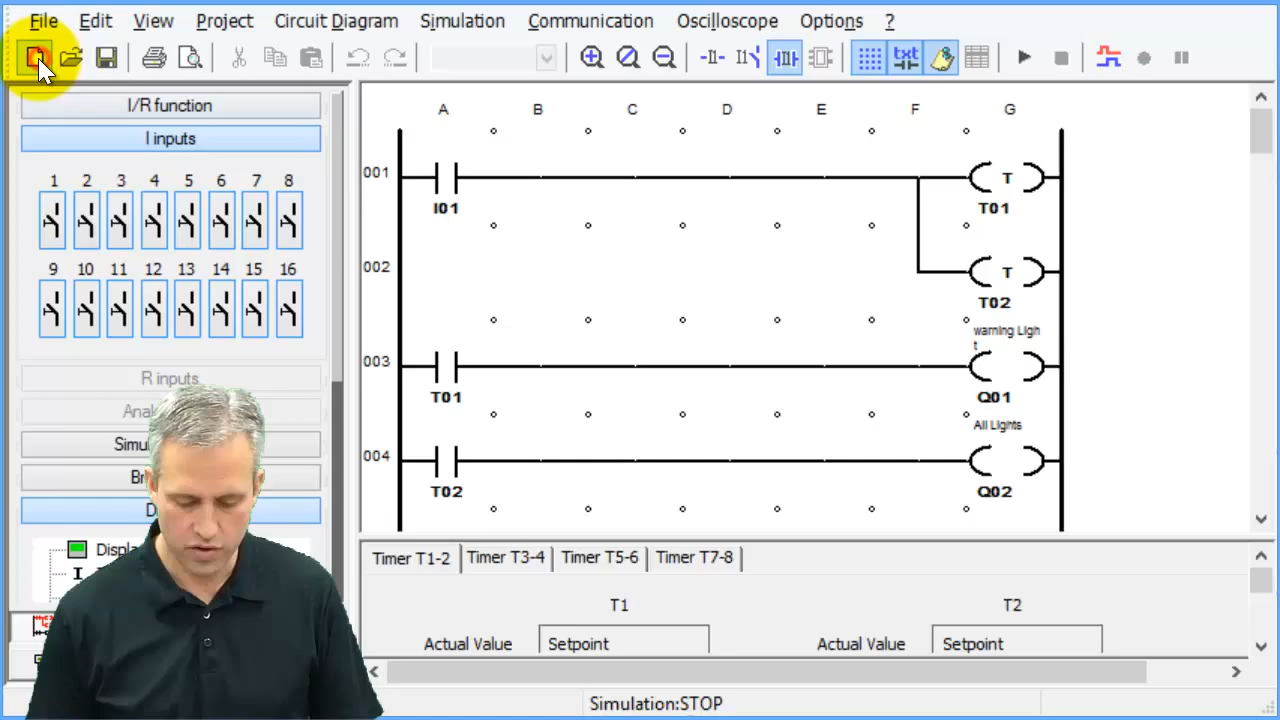 File Edit View Project Circuit Diagram Simulation Communication Oscilloscope Options ?
txt
I/R function
I inputs
1 2 3 4 5 6 7 8
9 10 11 12 13 14 15 16
R inputs
Simu
Display
I
A B C D E F G
001
T
I01 T01
002
T
T02
warning Ligh
t
003
T01 Q01
All Lights
004
T02 Q02
Timer T1-2 Timer T3-4 Timer T5-6 Timer T7-8
T1 T2
Actual Value Setpoint Actual Value Setpoint
Simulation:STOP